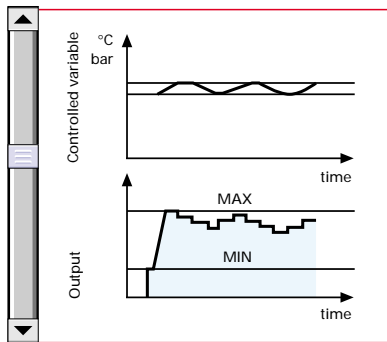 Controlled variable
°C
bar
time
Output
MAX
MIN
time